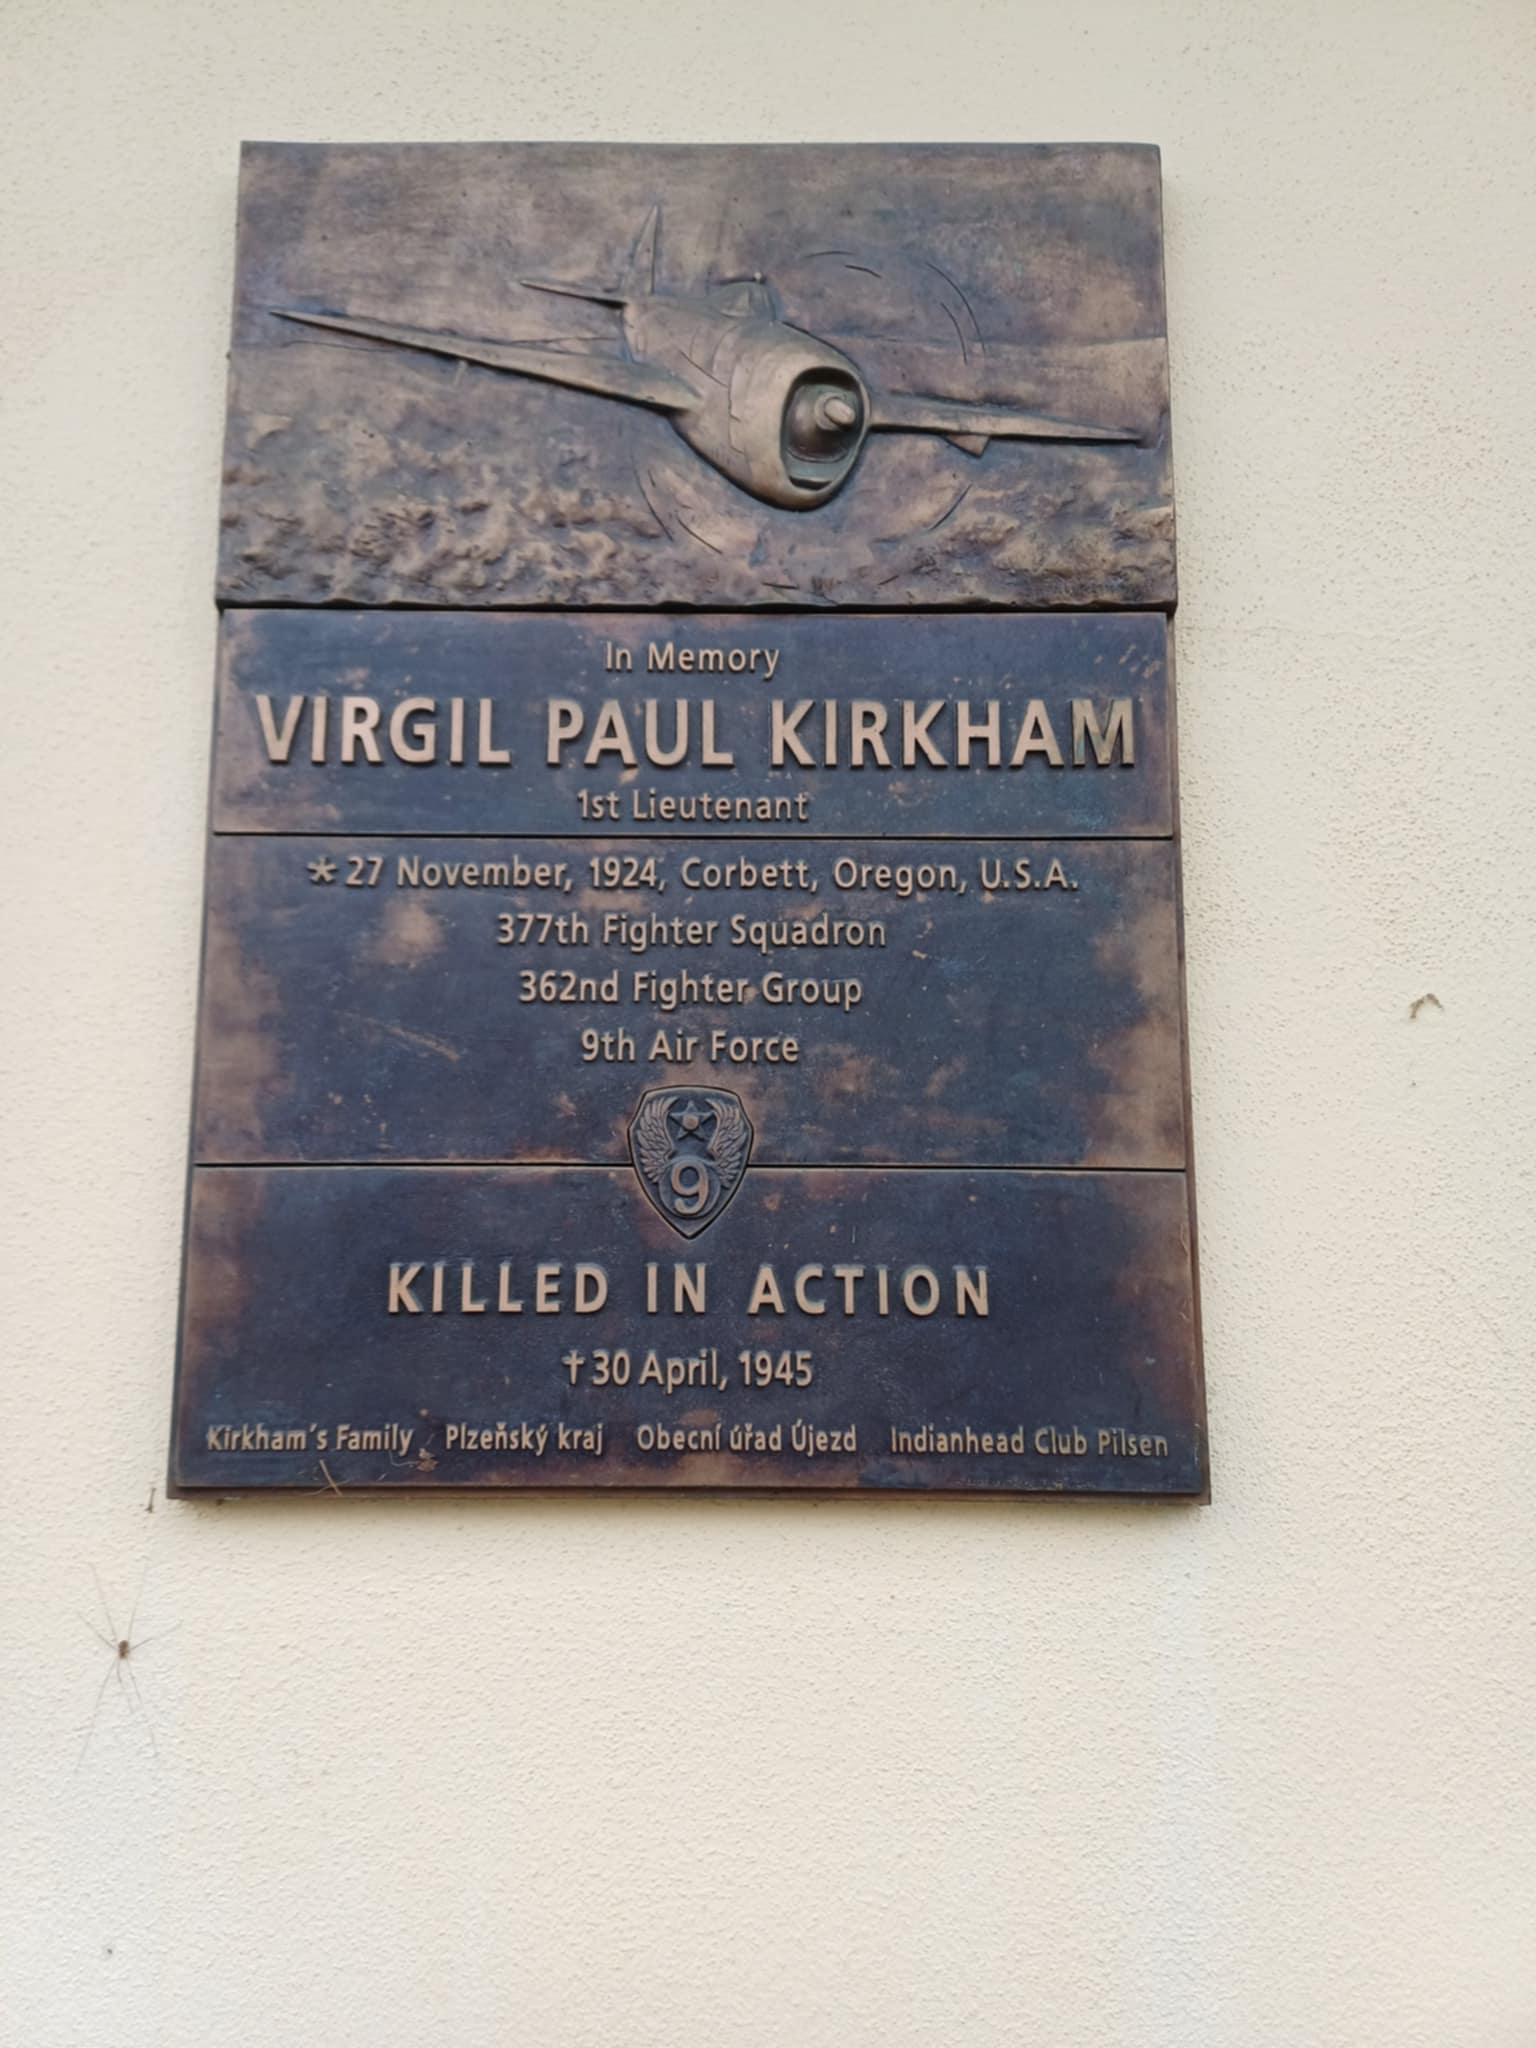 In Memory
VIRGIL PAUL KIRKHAM
1st Lieutenant
* 27 November, 1924, Corbett, Oregon, U.S.A.
377th Fighter Squadron
362nd Fighter Group
9th Air Force
9
KILLED IN ACTION
† 30 April, 1945
Kirkham's Family Plzeňský kraj Obecní úřad Újezd Indianhead Club Pilsen